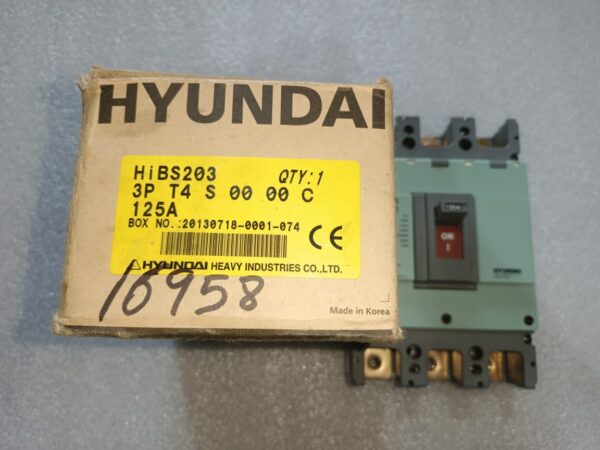 HYUNDAI
HiBS203 QTY:1
3P T4 S 00 00 C
125A
BOX NO.:20130718-0001-074
CE
HYUNDAI HEAVY INDUSTRIES CO.,LTD.
16958
Made in Korea
125A
ON
I
HYUNDAI